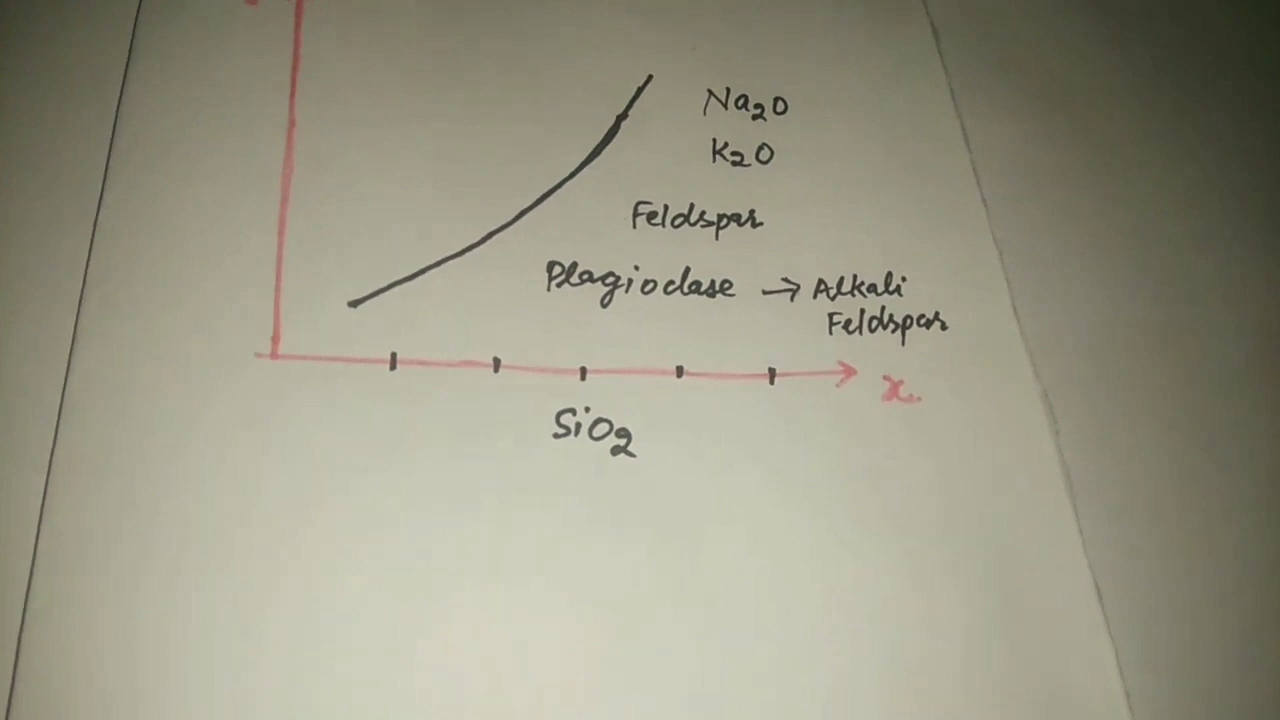 Na2O
K2O
Feldspar
Plagioclase → Alkali
Feldspar
x
SiO2